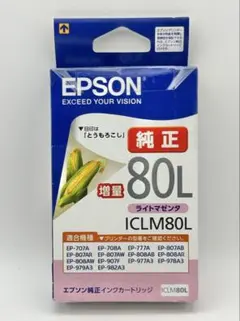 EPSON
EXCEED YOUR VISION
目印は
「とうもろこし」
純正
増量
80L
ライトマゼンタ
ICLM80L
適合機種
▼プリンターの型番をご確認ください。
EP-707A EP-708A EP-777A EP-807AB
EP-807AR EP-807AW EP-808AB EP-808AR
EP-808AW EP-907F EP-977A3 EP-978A3
EP-979A3 EP-982A3
エプソン純正インクカートリッジ
ICLM80L